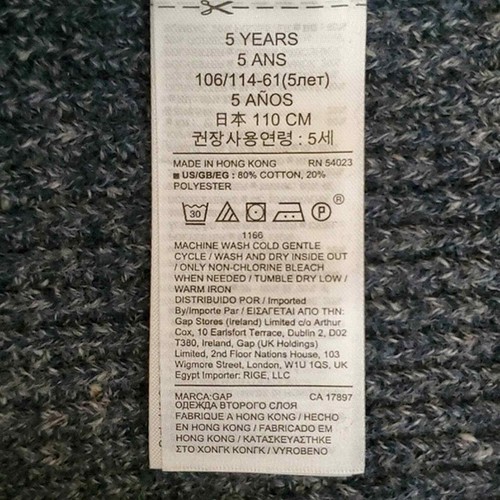 5 YEARS
5 ANS
106/114-61(5лет)
5 AÑOS
日本 110 CM
권장사용연령 : 5세
MADE IN HONG KONG RN 54023
■ US/GB/EG : 80% COTTON, 20%
POLYESTER
30 P ®
1166
MACHINE WASH COLD GENTLE
CYCLE / WASH AND DRY INSIDE OUT
/ ONLY NON-CHLORINE BLEACH
WHEN NEEDED / TUMBLE DRY LOW /
WARM IRON
DISTRIBUIDO POR / Imported
By/Importe Par / ΕΙΣΑΓΕΤΑΙ ΑΠΟ ΤΗΝ:
Gap Stores (Ireland) Limited c/o Arthur
Cox, 10 Earlsfort Terrace, Dublin 2, D02
T380, Ireland, Gap (UK Holdings)
Limited, 2nd Floor Nations House, 103
Wigmore Street, London, W1U 1QS, UK
Egypt Importer: RIGE, LLC
MARCA:GAP CA 17897
ОДЕЖДА ВТОРОГО СЛОЯ
FABRIQUE A HONG KONG / HECHO
EN HONG KONG / FABRICADO EM
HONG KONG / ΚΑΤΑΣΚΕΥΑΣΤΗΚΕ
ΣΤΟ ΧΟΝΓΚ ΚΟΝΓΚ / VYROBENO